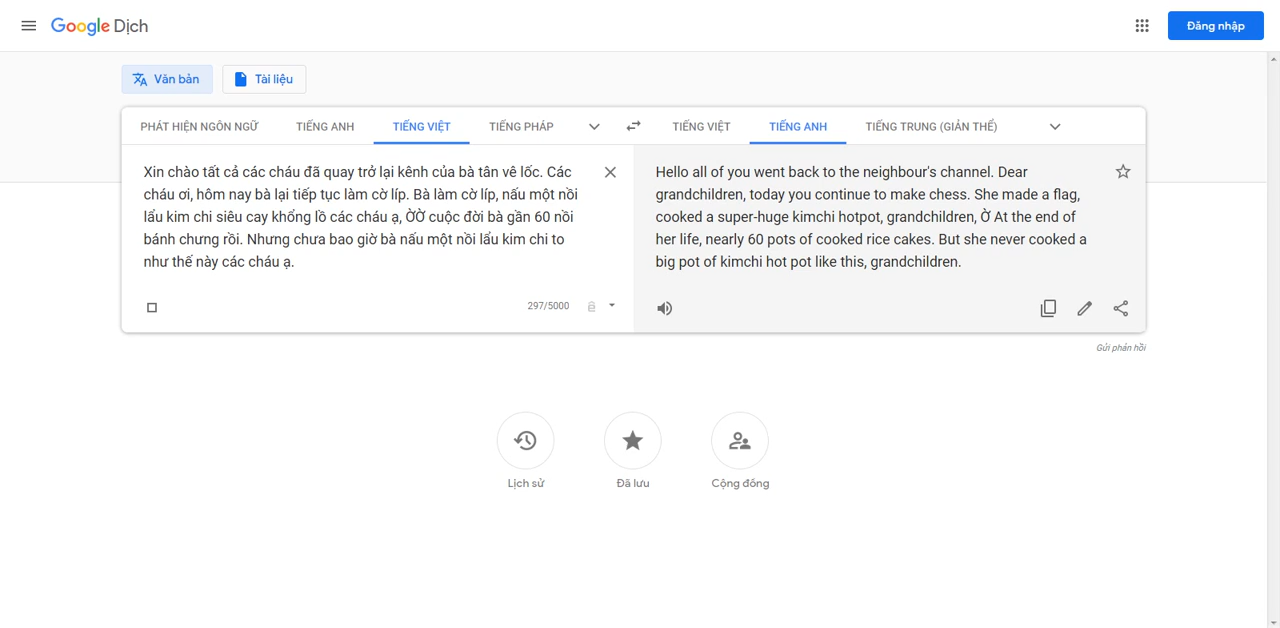 Google Dịch
Đăng nhập
Văn bản
Tài liệu
PHÁT HIỆN NGÔN NGỮ TIẾNG ANH TIẾNG VIỆT TIẾNG PHÁP TIẾNG VIỆT TIẾNG ANH TIẾNG TRUNG (GIẢN THỂ)
Xin chào tất cả các cháu đã quay trở lại kênh của bà tân vê lốc. Các
cháu ơi, hôm nay bà lại tiếp tục làm cờ líp. Bà làm cờ líp, nấu một nồi
lẩu kim chi siêu cay khổng lồ các cháu ạ, ỜỜ cuộc đời bà gần 60 nồi
bánh chưng rồi. Nhưng chưa bao giờ bà nấu một nồi lẩu kim chi to
như thế này các cháu ạ.
297/5000
Hello all of you went back to the neighbour's channel. Dear
grandchildren, today you continue to make chess. She made a flag,
cooked a super-huge kimchi hotpot, grandchildren, Ờ At the end of
her life, nearly 60 pots of cooked rice cakes. But she never cooked a
big pot of kimchi hot pot like this, grandchildren.
Gửi phản hồi
Lịch sử
Đã lưu
Cộng đồng